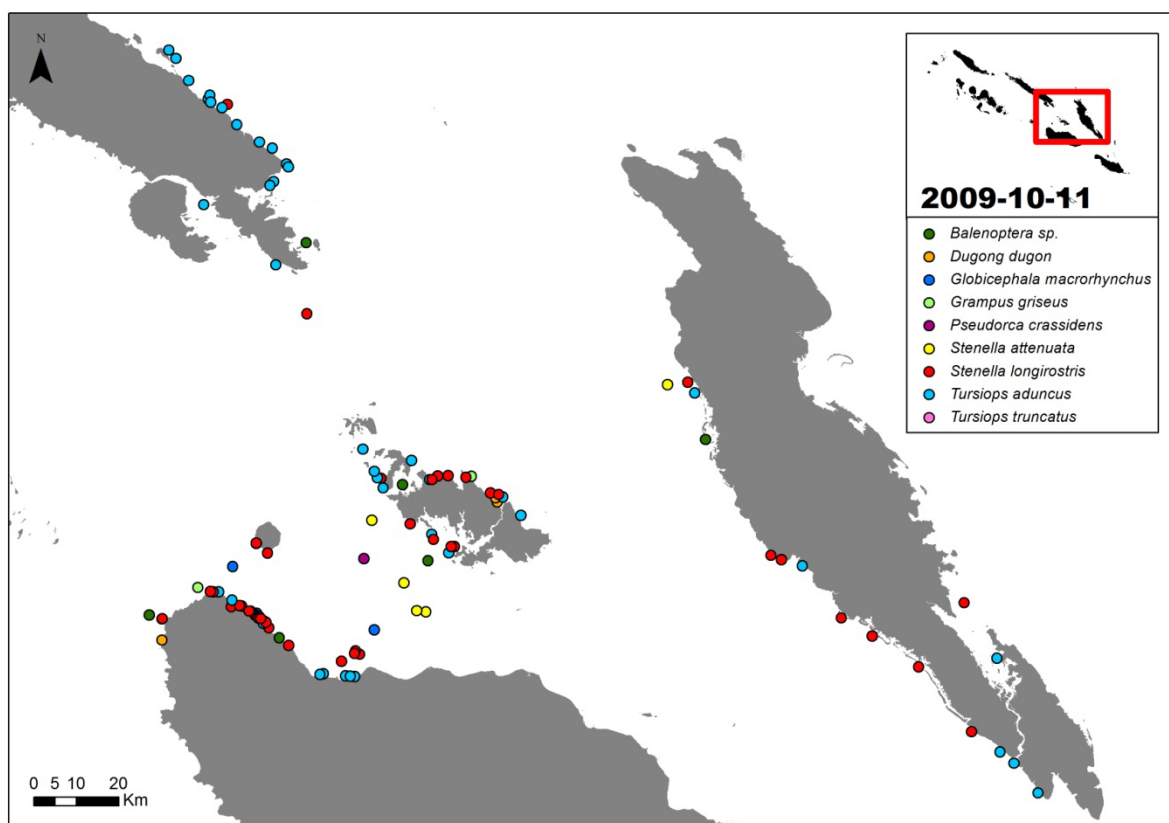 N
2009-10-11
Balenoptera sp.
Dugong dugon
Globicephala macrorhynchus
Grampus griseus
Pseudorca crassidens
Stenella attenuata
Stenella longirostris
Tursiops aduncus
Tursiops truncatus
0 5 10 20
Km